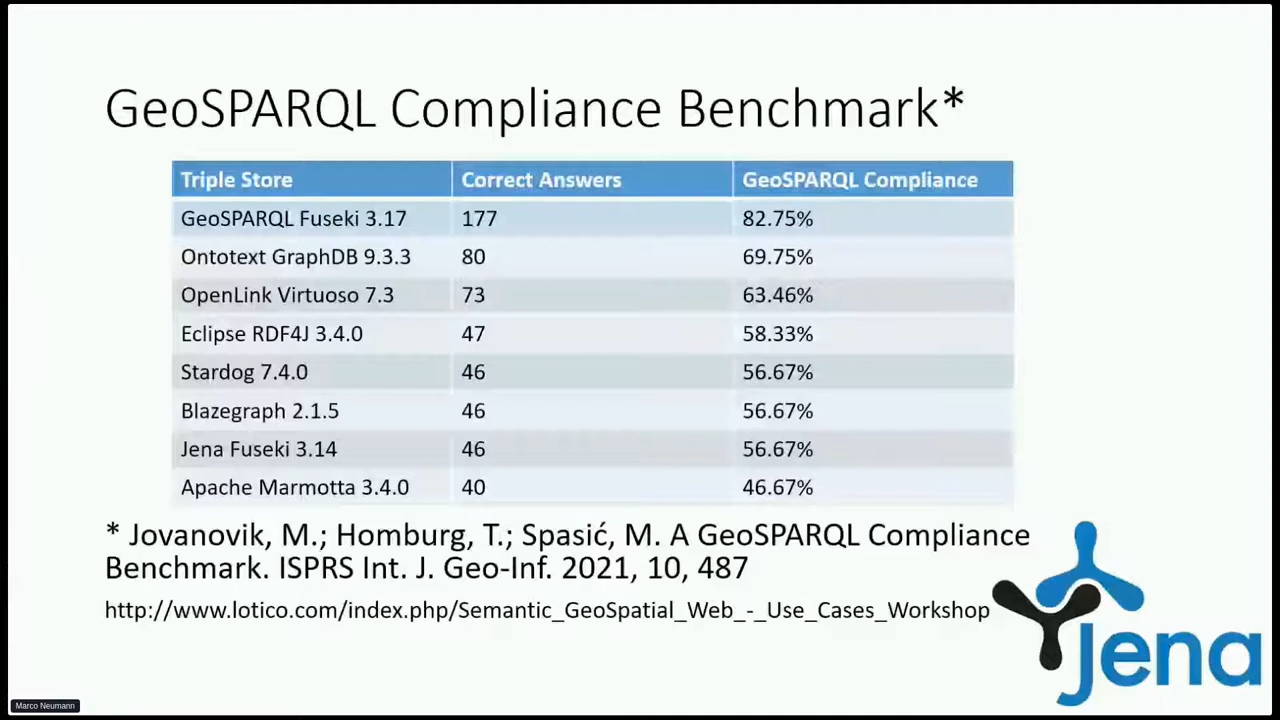 GeoSPARQL Compliance Benchmark*
Triple Store Correct Answers GeoSPARQL Compliance
GeoSPARQL Fuseki 3.17 177 82.75%
Ontotext GraphDB 9.3.3 80 69.75%
OpenLink Virtuoso 7.3 73 63.46%
Eclipse RDF4J 3.4.0 47 58.33%
Stardog 7.4.0 46 56.67%
Blazegraph 2.1.5 46 56.67%
Jena Fuseki 3.14 46 56.67%
Apache Marmotta 3.4.0 40 46.67%
* Jovanovik, M.; Homburg, T.; Spasić, M. A GeoSPARQL Compliance
Benchmark. ISPRS Int. J. Geo-Inf. 2021, 10, 487
http://www.lotico.com/index.php/Semantic_GeoSpatial_Web_-_Use_Cases_Workshop
Jena
Marco Neumann